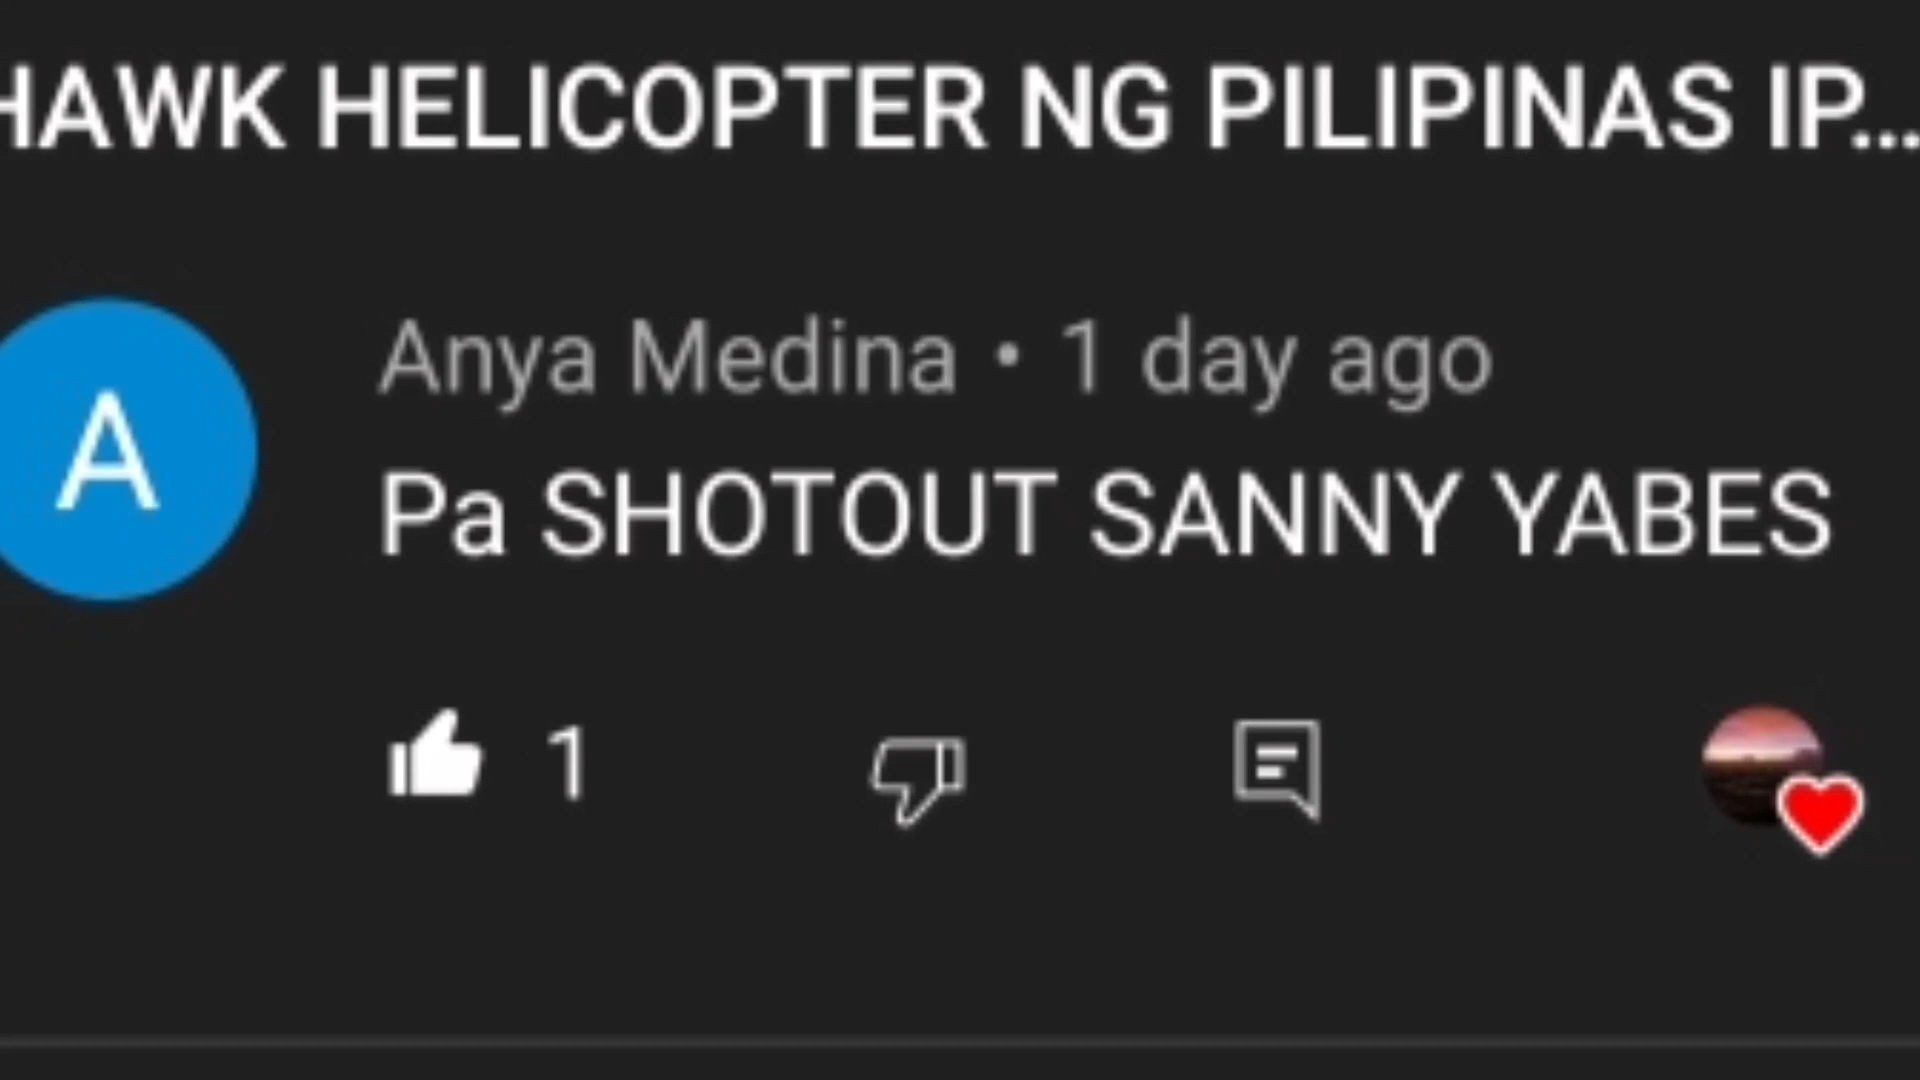 HAWK HELICOPTER NG PILIPINAS IP...
A
Anya Medina • 1 day ago
Pa SHOTOUT SANNY YABES
1